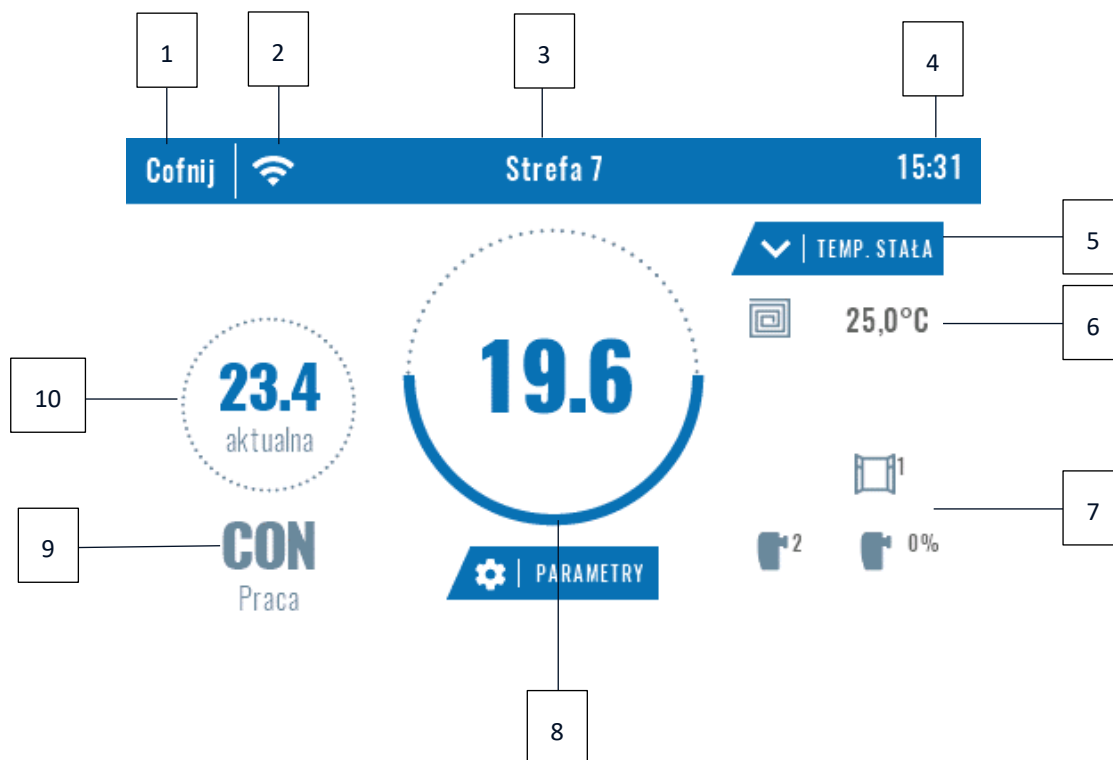 1
2
3
4
Cofnij
Strefa 7
15:31
5
TEMP. STAŁA
6
25,0°C
19.6
10
23.4
aktualna
1
7
9
CON
Praca
2
0%
PARAMETRY
8